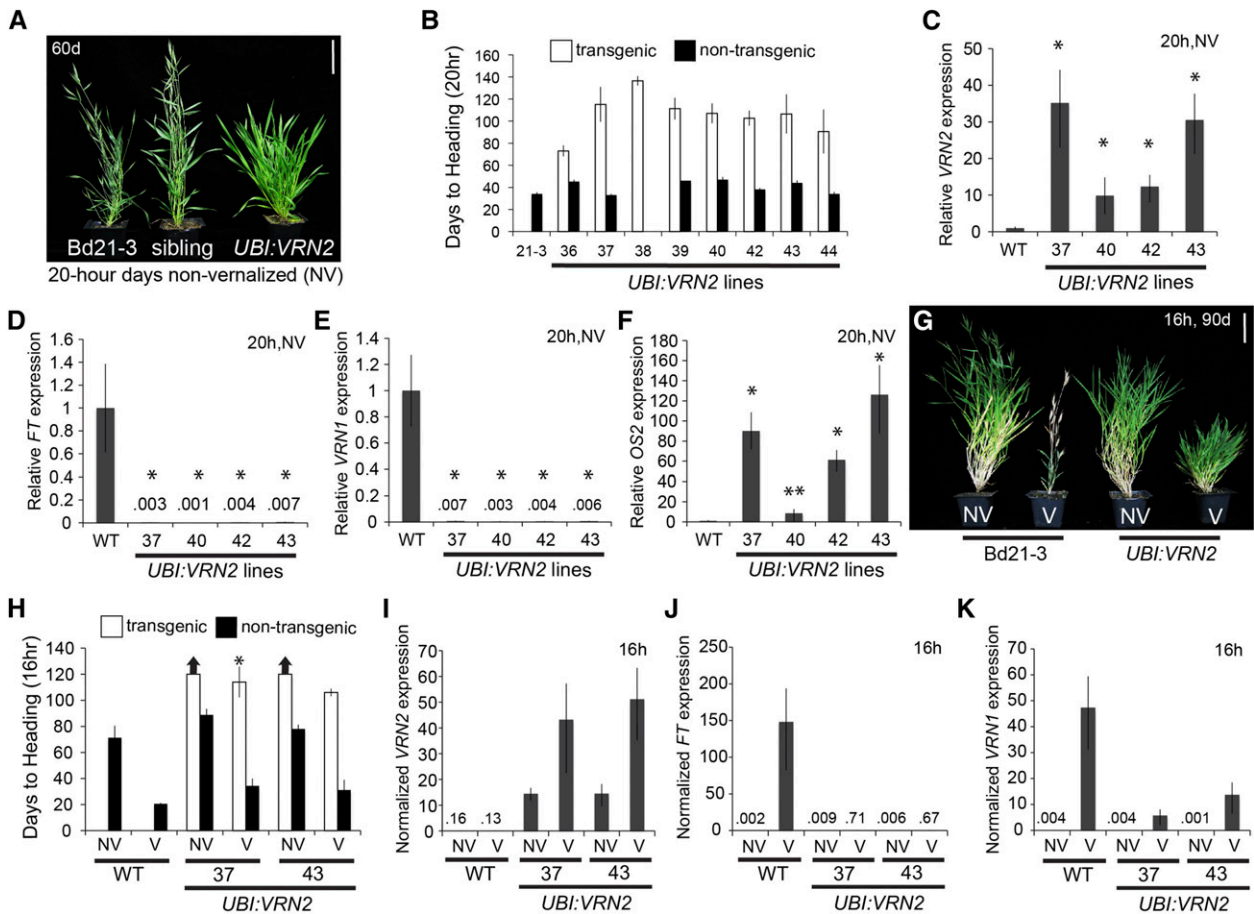 A
60d
Bd21-3 sibling UBI:VRN2
20-hour days non-vernalized (NV)
B
transgenic non-transgenic
Days to Heading (20hr)
160
140
120
100
80
60
40
20
0
21-3 36 37 38 39 40 42 43 44
UBI:VRN2 lines
C
20h,NV
Relative VRN2 expression
50
40
30
20
10
0
* * * *
WT 37 40 42 43
UBI:VRN2 lines
D
20h,NV
Relative FT expression
1.6
1.4
1.2
1
0.8
0.6
0.4
0.2
0
* * * *
.003 .001 .004 .007
WT 37 40 42 43
UBI:VRN2 lines
E
20h,NV
Relative VRN1 expression
1.4
1.2
1
0.8
0.6
0.4
0.2
0
* * * *
.007 .003 .004 .006
WT 37 40 42 43
UBI:VRN2 lines
F
20h,NV
Relative OS2 expression
180
160
140
120
100
80
60
40
20
0
* ** * *
WT 37 40 42 43
UBI:VRN2 lines
G
16h, 90d
NV V NV V
Bd21-3 UBI:VRN2
H
transgenic non-transgenic
Days to Heading (16hr)
140
120
100
80
60
40
20
0
*
NV V NV V NV V
WT 37 43
UBI:VRN2
I
16h
Normalized VRN2 expression
70
60
50
40
30
20
10
0
.16 .13
NV V NV V NV V
WT 37 43
UBI:VRN2
J
16h
Normalized FT expression
250
200
150
100
50
0
.002 .009 .71 .006 .67
NV V NV V NV V
WT 37 43
UBI:VRN2
K
16h
Normalized VRN1 expression
70
60
50
40
30
20
10
0
.004 .004 .001
NV V NV V NV V
WT 37 43
UBI:VRN2